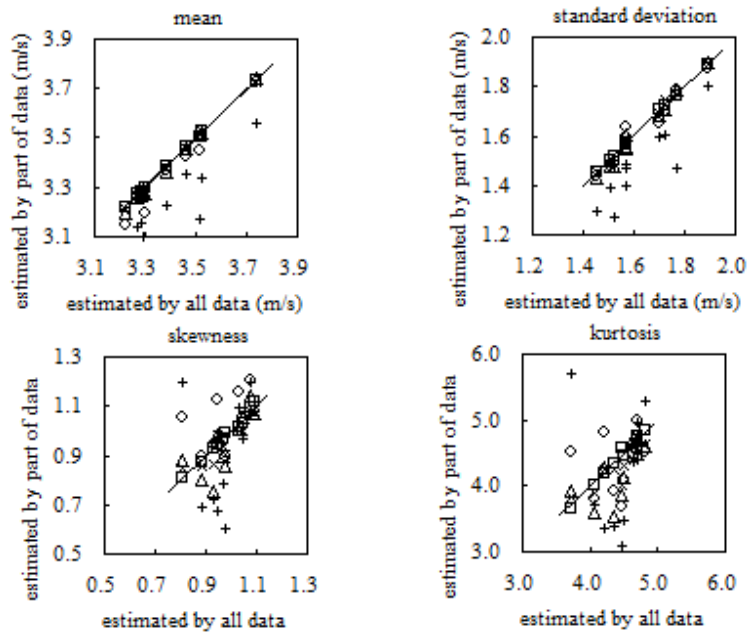 mean
estimated by part of data (m/s)
3.9
3.7
3.5
3.3
3.1
3.1 3.3 3.5 3.7 3.9
estimated by all data (m/s)
standard deviation
estimated by part of data (m/s)
2.0
1.8
1.6
1.4
1.2
1.2 1.4 1.6 1.8 2.0
estimated by all data (m/s)
skewness
estimated by part of data
1.3
1.1
0.9
0.7
0.5
0.5 0.7 0.9 1.1 1.3
estimated by all data
kurtosis
estimated by part of data
6.0
5.0
4.0
3.0
3.0 4.0 5.0 6.0
estimated by all data